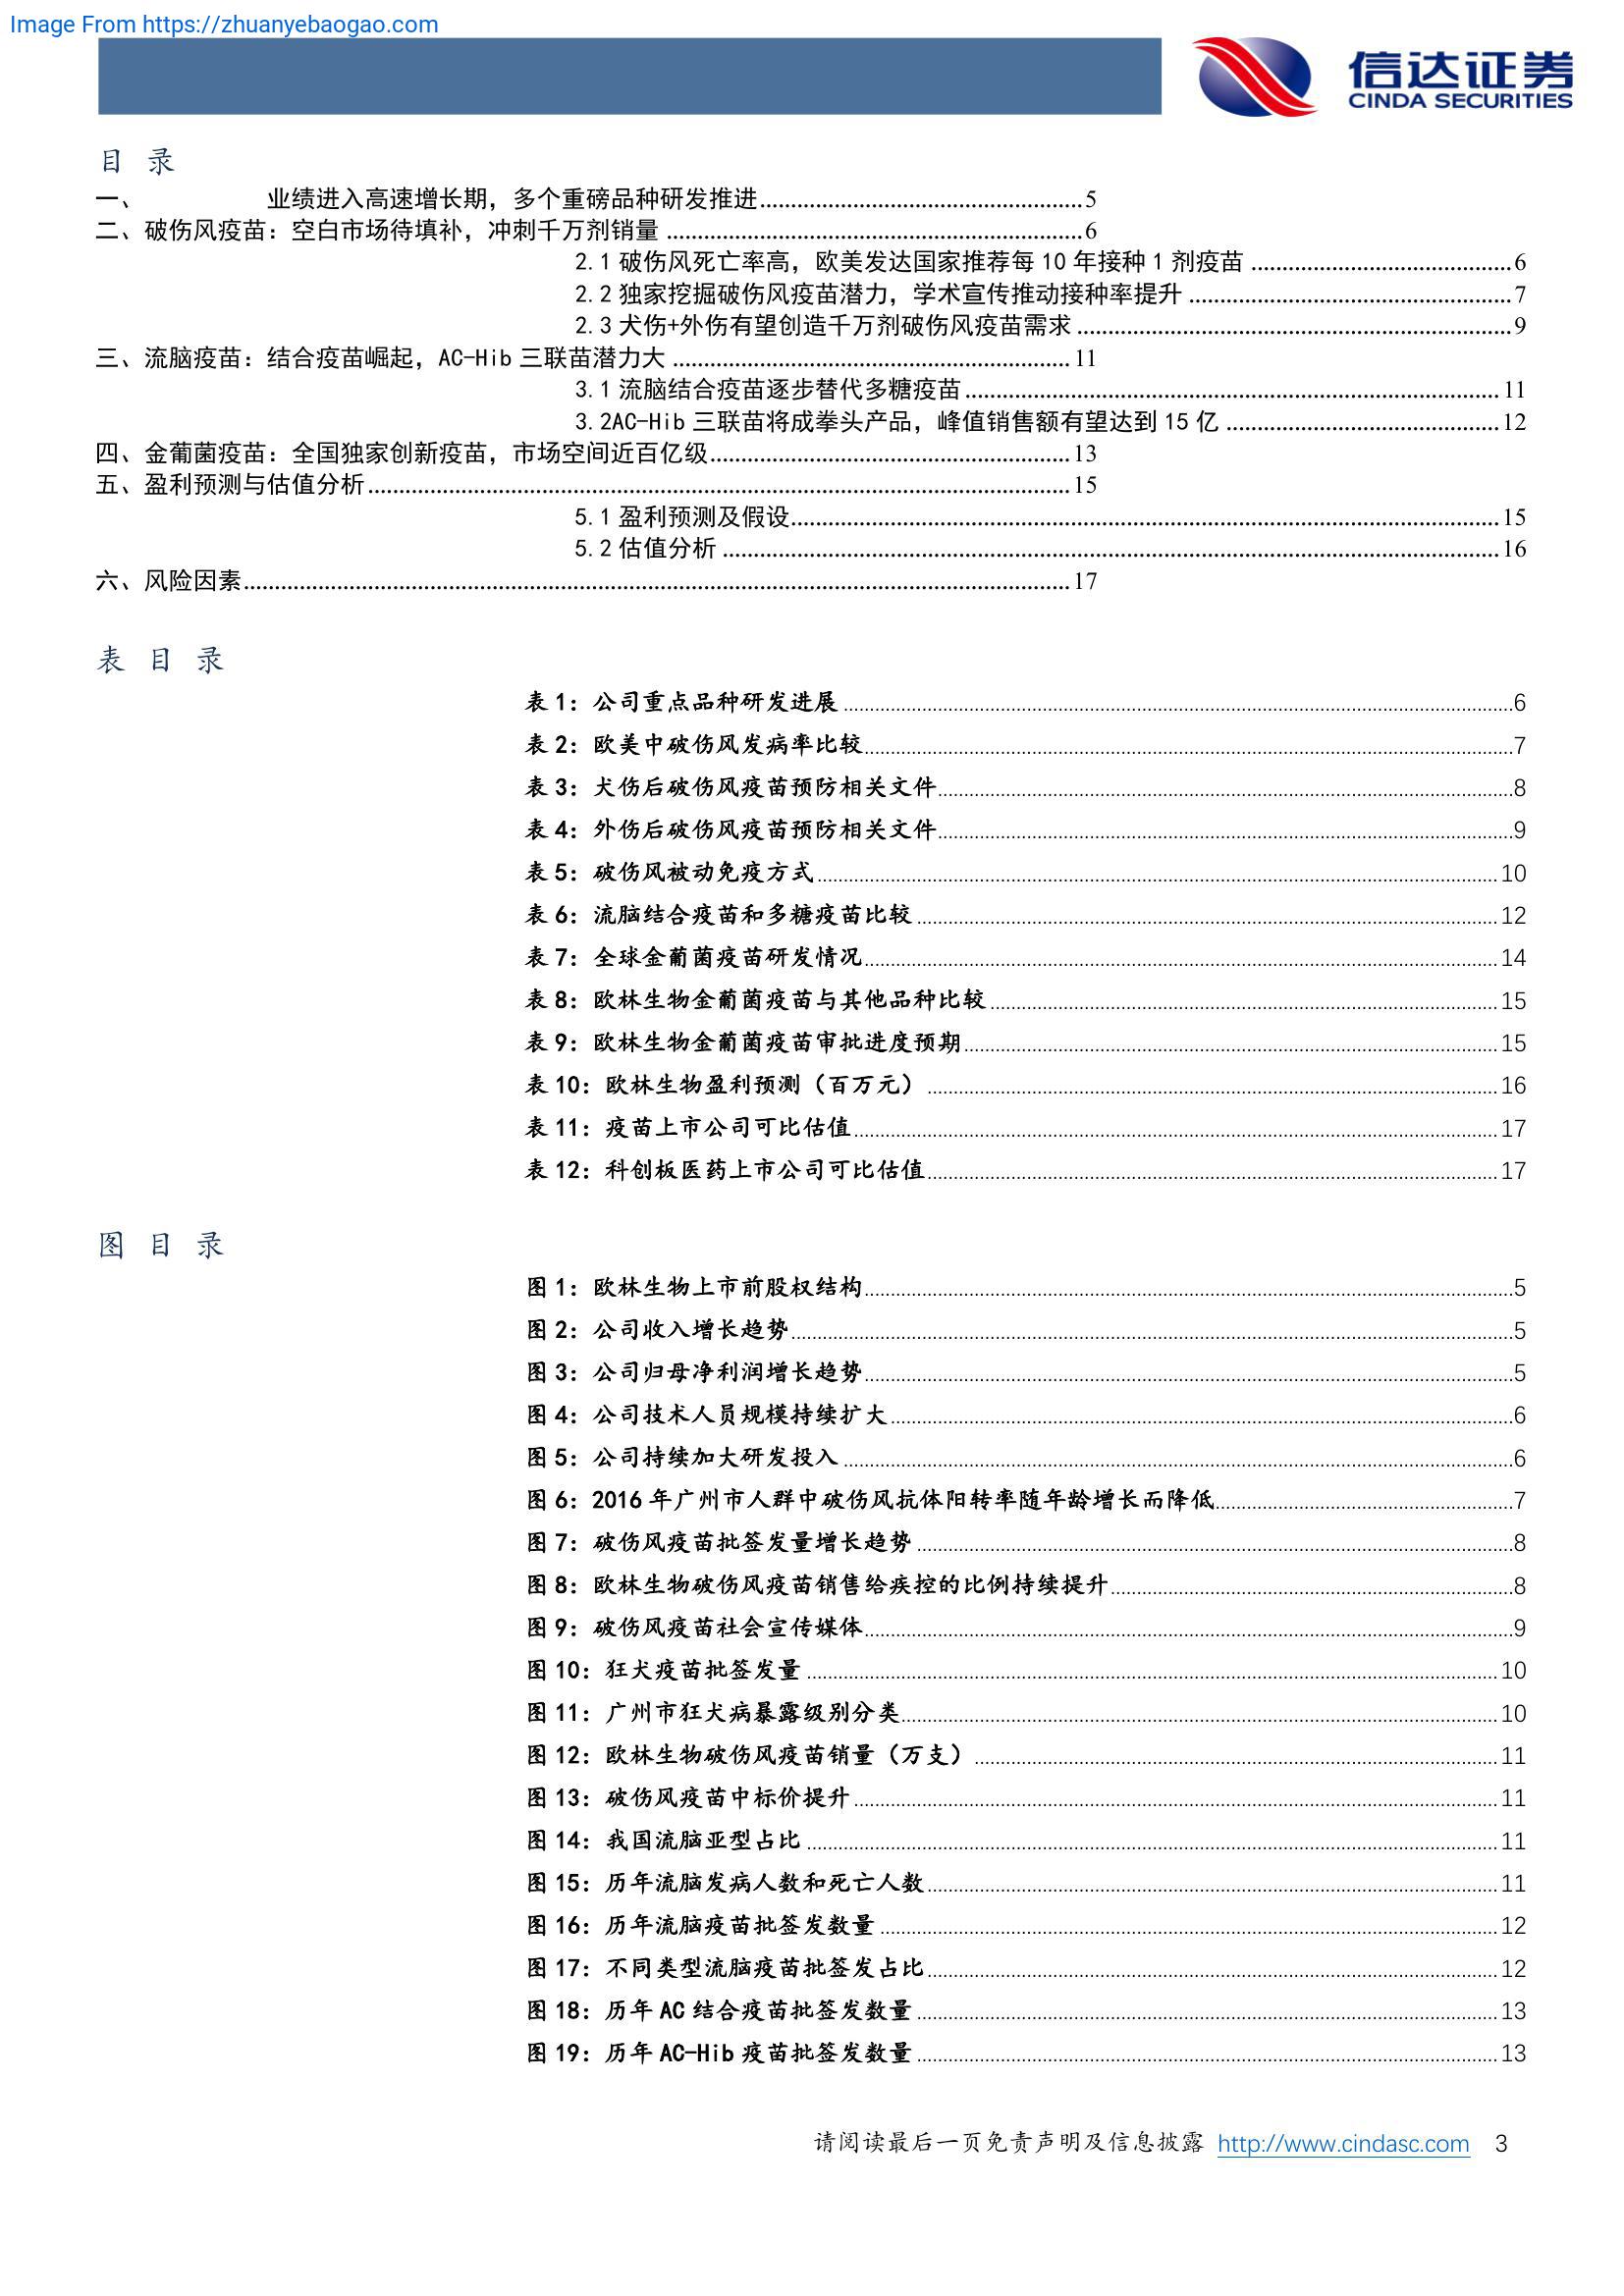 Image From https://zhuanyebaogao.com
信达证券
CINDA SECURITIES
目 录
一、 业绩进入高速增长期，多个重磅品种研发推进 5
二、破伤风疫苗：空白市场待填补，冲刺千万剂销量 6
2.1 破伤风死亡率高，欧美发达国家推荐每 10 年接种 1 剂疫苗 6
2.2 独家挖掘破伤风疫苗潜力，学术宣传推动接种率提升 7
2.3 犬伤+外伤有望创造千万剂破伤风疫苗需求 9
三、流脑疫苗：结合疫苗崛起，AC-Hib 三联苗潜力大 11
3.1 流脑结合疫苗逐步替代多糖疫苗 11
3.2AC-Hib 三联苗将成拳头产品，峰值销售额有望达到 15 亿 12
四、金葡菌疫苗：全国独家创新疫苗，市场空间近百亿级 13
五、盈利预测与估值分析 15
5.1 盈利预测及假设 15
5.2 估值分析 16
六、风险因素 17
表 目 录
表 1：公司重点品种研发进展 6
表 2：欧美中破伤风发病率比较 7
表 3：犬伤后破伤风疫苗预防相关文件 8
表 4：外伤后破伤风疫苗预防相关文件 9
表 5：破伤风被动免疫方式 10
表 6：流脑结合疫苗和多糖疫苗比较 12
表 7：全球金葡菌疫苗研发情况 14
表 8：欧林生物金葡菌疫苗与其他品种比较 15
表 9：欧林生物金葡菌疫苗审批进度预期 15
表 10：欧林生物盈利预测（百万元） 16
表 11：疫苗上市公司可比估值 17
表 12：科创板医药上市公司可比估值 17
图 目 录
图 1：欧林生物上市前股权结构 5
图 2：公司收入增长趋势 5
图 3：公司归母净利润增长趋势 5
图 4：公司技术人员规模持续扩大 6
图 5：公司持续加大研发投入 6
图 6：2016 年广州市人群中破伤风抗体阳转率随年龄增长而降低 7
图 7：破伤风疫苗批签发量增长趋势 8
图 8：欧林生物破伤风疫苗销售给疾控的比例持续提升 8
图 9：破伤风疫苗社会宣传媒体 9
图 10：狂犬疫苗批签发量 10
图 11：广州市狂犬病暴露级别分类 10
图 12：欧林生物破伤风疫苗销量（万支） 11
图 13：破伤风疫苗中标价提升 11
图 14：我国流脑亚型占比 11
图 15：历年流脑发病人数和死亡人数 11
图 16：历年流脑疫苗批签发数量 12
图 17：不同类型流脑疫苗批签发占比 12
图 18：历年 AC 结合疫苗批签发数量 13
图 19：历年 AC-Hib 疫苗批签发数量 13
请阅读最后一页免责声明及信息披露 http://www.cindasc.com 3